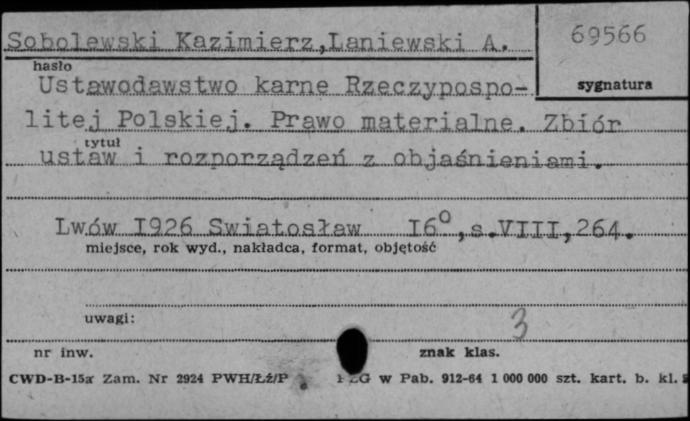 Sobolewski Kazimierz,Łaniewski A.
69566
hasło
sygnatura
Ustawodawstwo karne Rzeczypospo-
litej Polskiej. Prawo materialne. Zbiór
tytuł
ustaw i rozporządzeń z objaśnieniami.
Lwów 1926 Swiatosław 16⁰,s.VIII,264.
miejsce, rok wyd., nakładca, format, objętość
uwagi:
3
nr inw.
znak klas.
CWD-B-15a Zam. Nr 2924 PWH/Łź/P w Pab. 912-64 1 000 000 szt. kart. b. kl.